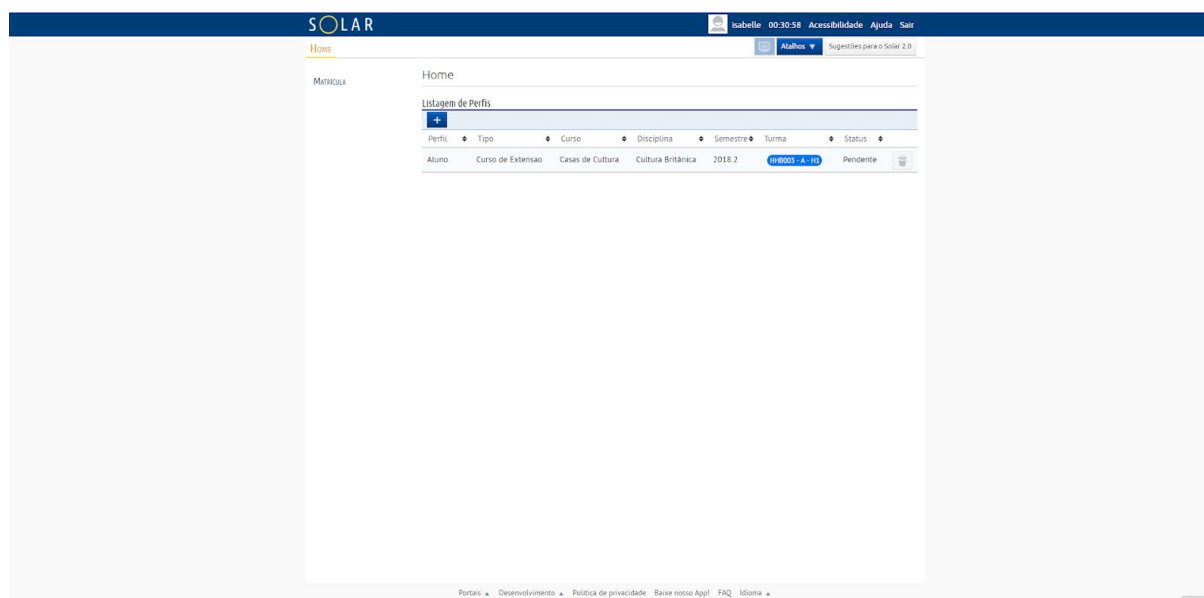 SOLAR isabelle 00:30:58 Acessibilidade Ajuda Sair
Home Atalhos ▼ Sugestões para o Solar 2.0
Matrícula
Home
Listagem de Perfis
+
Perfil Tipo Curso Disciplina Semestre Turma Status
Aluno Curso de Extensao Casas de Cultura Cultura Britânica 2018.2 HHB003 - A - H1 Pendente
Portais Desenvolvimento Política de privacidade Baixe nosso App! FAQ Idioma